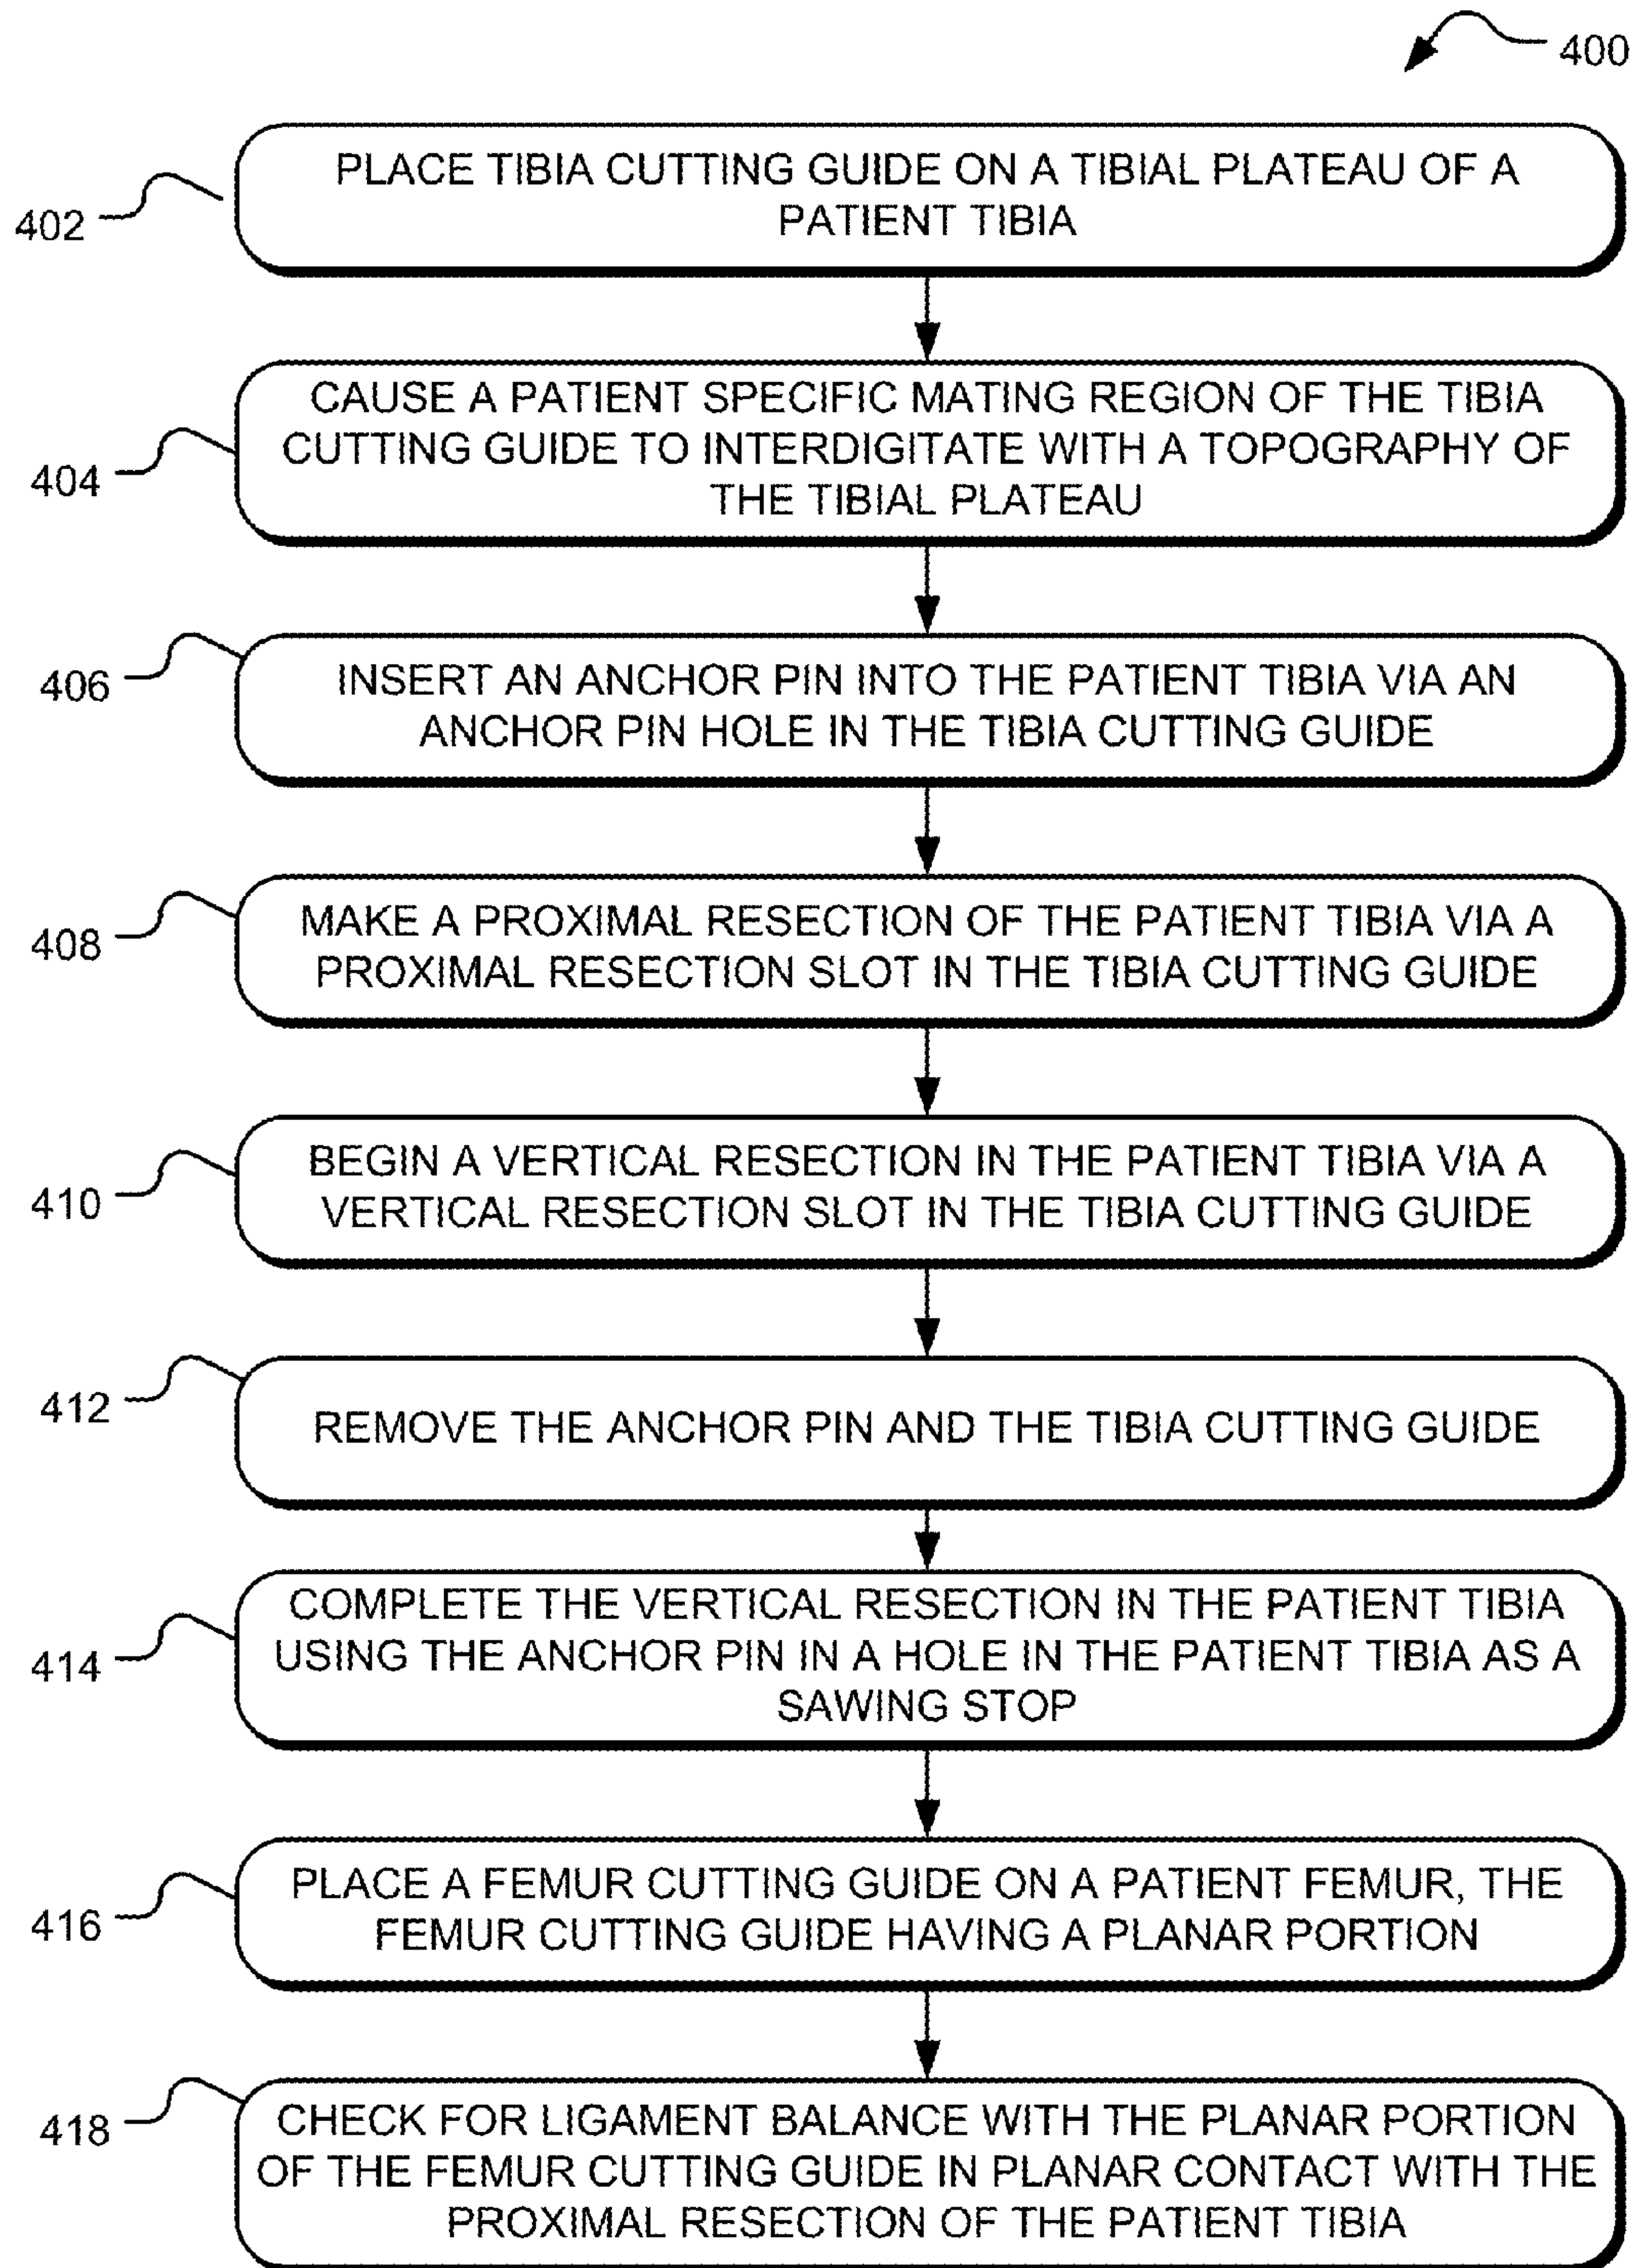 400
402
PLACE TIBIA CUTTING GUIDE ON A TIBIAL PLATEAU OF A
PATIENT TIBIA
404
CAUSE A PATIENT SPECIFIC MATING REGION OF THE TIBIA
CUTTING GUIDE TO INTERDIGITATE WITH A TOPOGRAPHY OF
THE TIBIAL PLATEAU
406
INSERT AN ANCHOR PIN INTO THE PATIENT TIBIA VIA AN
ANCHOR PIN HOLE IN THE TIBIA CUTTING GUIDE
408
MAKE A PROXIMAL RESECTION OF THE PATIENT TIBIA VIA A
PROXIMAL RESECTION SLOT IN THE TIBIA CUTTING GUIDE
410
BEGIN A VERTICAL RESECTION IN THE PATIENT TIBIA VIA A
VERTICAL RESECTION SLOT IN THE TIBIA CUTTING GUIDE
412
REMOVE THE ANCHOR PIN AND THE TIBIA CUTTING GUIDE
414
COMPLETE THE VERTICAL RESECTION IN THE PATIENT TIBIA
USING THE ANCHOR PIN IN A HOLE IN THE PATIENT TIBIA AS A
SAWING STOP
416
PLACE A FEMUR CUTTING GUIDE ON A PATIENT FEMUR, THE
FEMUR CUTTING GUIDE HAVING A PLANAR PORTION
418
CHECK FOR LIGAMENT BALANCE WITH THE PLANAR PORTION
OF THE FEMUR CUTTING GUIDE IN PLANAR CONTACT WITH THE
PROXIMAL RESECTION OF THE PATIENT TIBIA